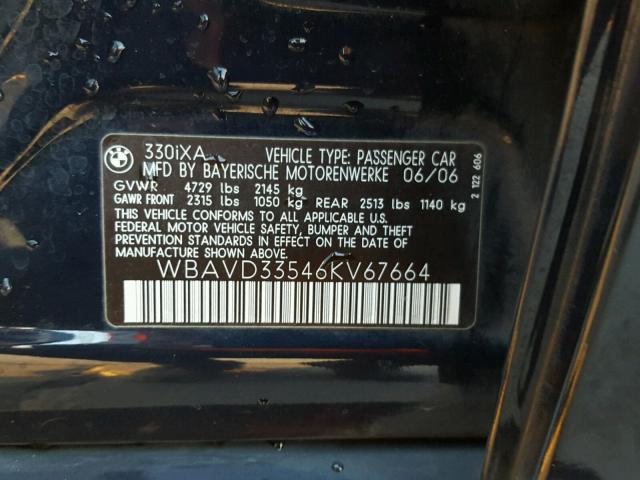 BMW
330iXA VEHICLE TYPE: PASSENGER CAR
MFD BY BAYERISCHE MOTORENWERKE 06/06
GVWR 4729 lbs 2145 kg
GAWR FRONT 2315 lbs 1050 kg REAR 2513 lbs 1140 kg
THIS VEHICLE CONFORMS TO ALL APPLICABLE U.S.
FEDERAL MOTOR VEHICLE SAFETY, BUMPER AND THEFT
PREVENTION STANDARDS IN EFFECT ON THE DATE OF
MANUFACTURE SHOWN ABOVE.
WBAVD33546KV67664
2 122 606